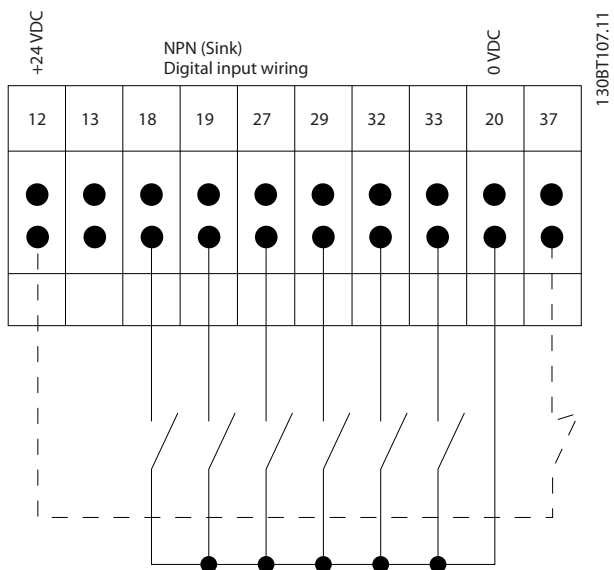 +24 VDC
NPN (Sink)
Digital input wiring
0 VDC
130BT107.11
12 13 18 19 27 29 32 33 20 37